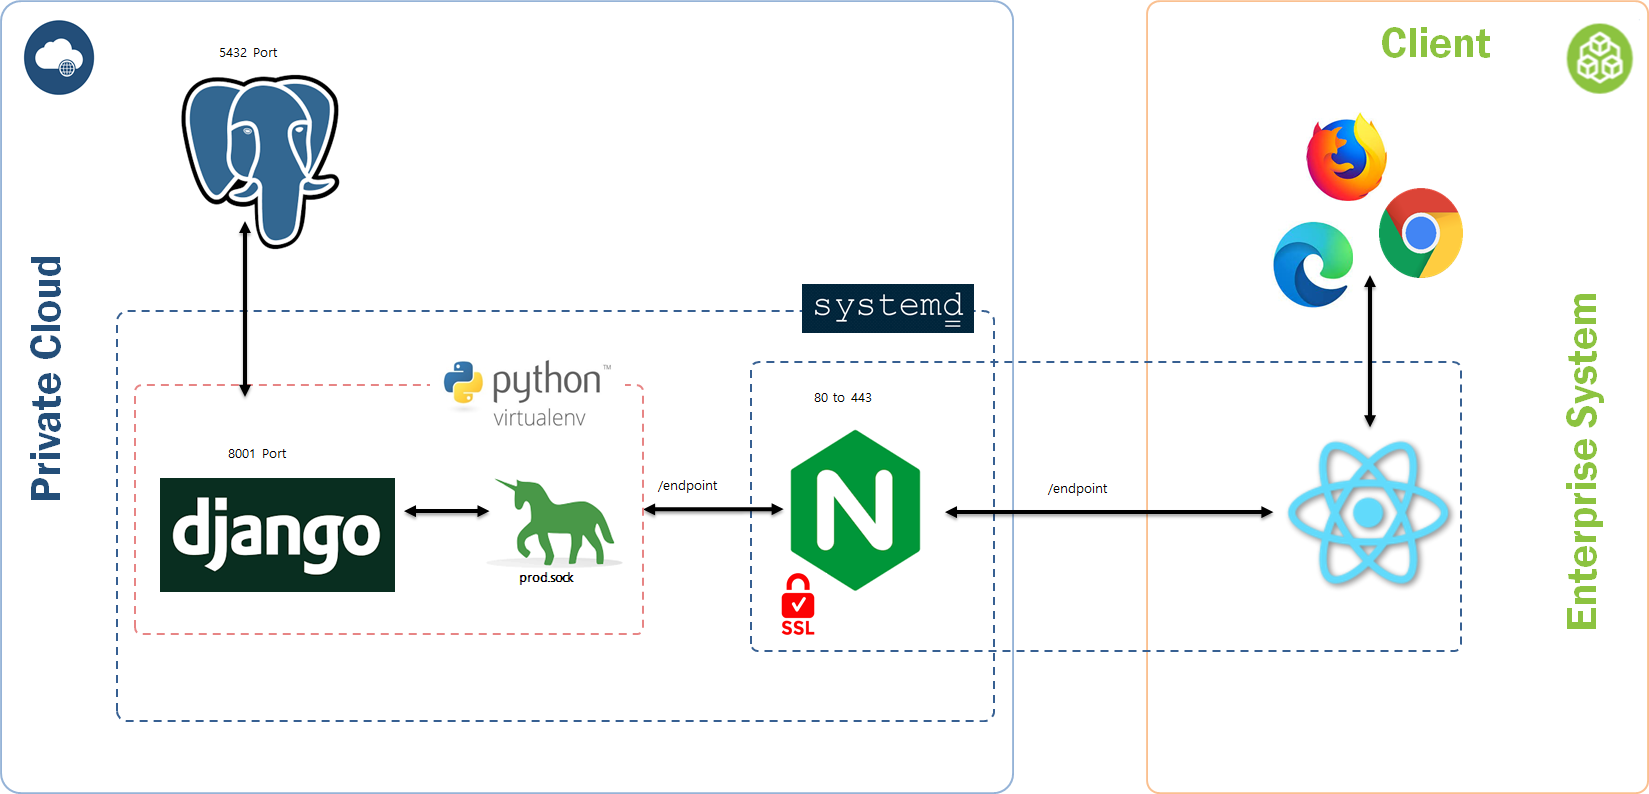 5432 Port
Client
Private Cloud
systemd
python™
virtualenv
80 to 443
8001 Port
/endpoint
/endpoint
django
N
prod.sock
SSL
Enterprise System